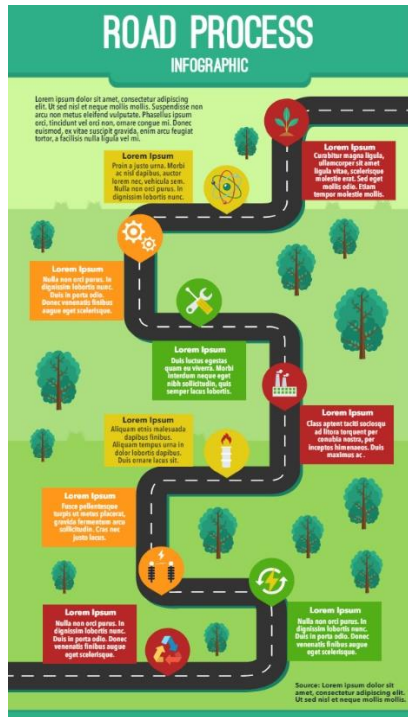 ROAD PROCESS
INFOGRAPHIC
Lorem ipsum dolor sit amet, consectetur adipiscing
elit. Ut sed nisl et neque mollis mollis. Suspendisse non
arcu non metus eleifend vulputate. Phasellus ipsum
orci, tincidunt vel orci non, ornare congue mi. Donec
euismod, ex vitae suscipit gravida, enim arcu feugiat
tortor, a facilisis nulla ligula vel mi.
Lorem Ipsum
Proin a justo urna. Morbi
ac nisl dapibus, auctor
lorem nec, vehicula sem.
Nulla non orci purus. In
dignissim lobortis nunc.
Lorem Ipsum
Curabitur magna ligula,
ullamcorper sit amet
ligula vitae, scelerisque
molestie erat. Sed eget
mollis odio. Etiam
tempor molestie mollis.
Lorem Ipsum
Nulla non orci purus. In
dignissim lobortis nunc.
Duis in porta odio.
Donec venenatis finibus
augue eget scelerisque.
Lorem Ipsum
Duis luctus egestas
quam eu viverra. Morbi
interdum neque eget
nibh sollicitudin, quis
semper lacus lobortis.
Lorem Ipsum
Class aptent taciti sociosqu
ad litora torquent per
conubia nostra, per
inceptos himenaeos. Duis
maximus ac .
Lorem Ipsum
Aliquam etnis malesuada
dapibus finibus.
Aliquam tempus urna in
dolor lobortis dapibus.
Duis ornare lacus sit.
Lorem Ipsum
Fusce pellentesque
turpis ut metus placerat,
gravida fermentum arcu
sollicitudin. Cras nec
justo lacus.
Lorem Ipsum
Nulla non orci purus. In
dignissim lobortis nunc.
Duis in porta odio. Donec
venenatis finibus augue
eget scelerisque.
Lorem Ipsum
Nulla non orci purus. In
dignissim lobortis nunc.
Duis in porta odio. Donec
venenatis finibus augue
eget scelerisque.
Source: Lorem ipsum dolor sit
amet, consectetur adipiscing elit.
Ut sed nisl et neque mollis mollis.